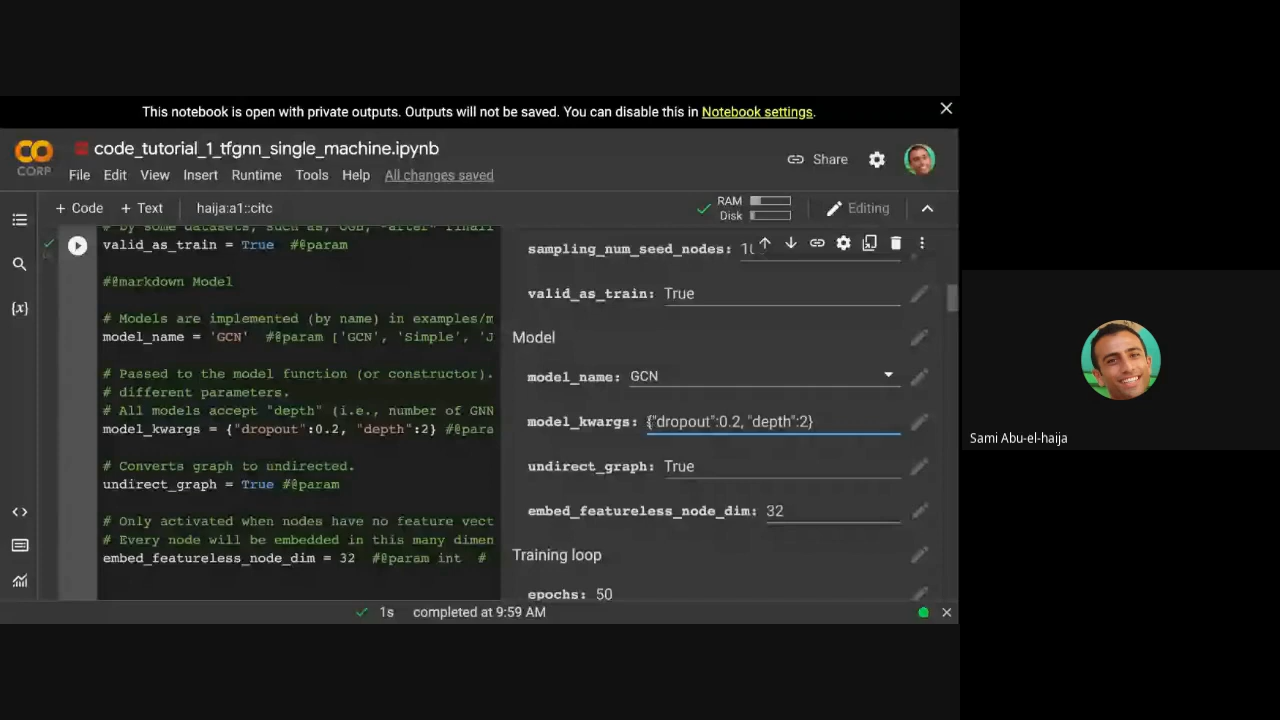 This notebook is open with private outputs. Outputs will not be saved. You can disable this in Notebook settings.
CO
CORP
code_tutorial_1_tfgnn_single_machine.ipynb
Share
File Edit View Insert Runtime Tools Help All changes saved
+ Code + Text haija:a1::citc
RAM
Disk
Editing
{x}
valid_as_train = True #@param
#@markdown Model
# Models are implemented (by name) in examples/m
model_name = 'GCN' #@param ['GCN', 'Simple', 'J
# Passed to the model function (or constructor).
# different parameters.
# All models accept "depth" (i.e., number of GNN
model_kwargs = {"dropout":0.2, "depth":2} #@para
# Converts graph to undirected.
undirect_graph = True #@param
# Only activated when nodes have no feature vect
# Every node will be embedded in this many dimen
embed_featureless_node_dim = 32 #@param int #
sampling_num_seed_nodes:
valid_as_train: True
Model
model_name: GCN
model_kwargs: {"dropout":0.2, "depth":2}
undirect_graph: True
embed_featureless_node_dim: 32
Training loop
epochs: 50
1s completed at 9:59 AM
Sami Abu-el-haija